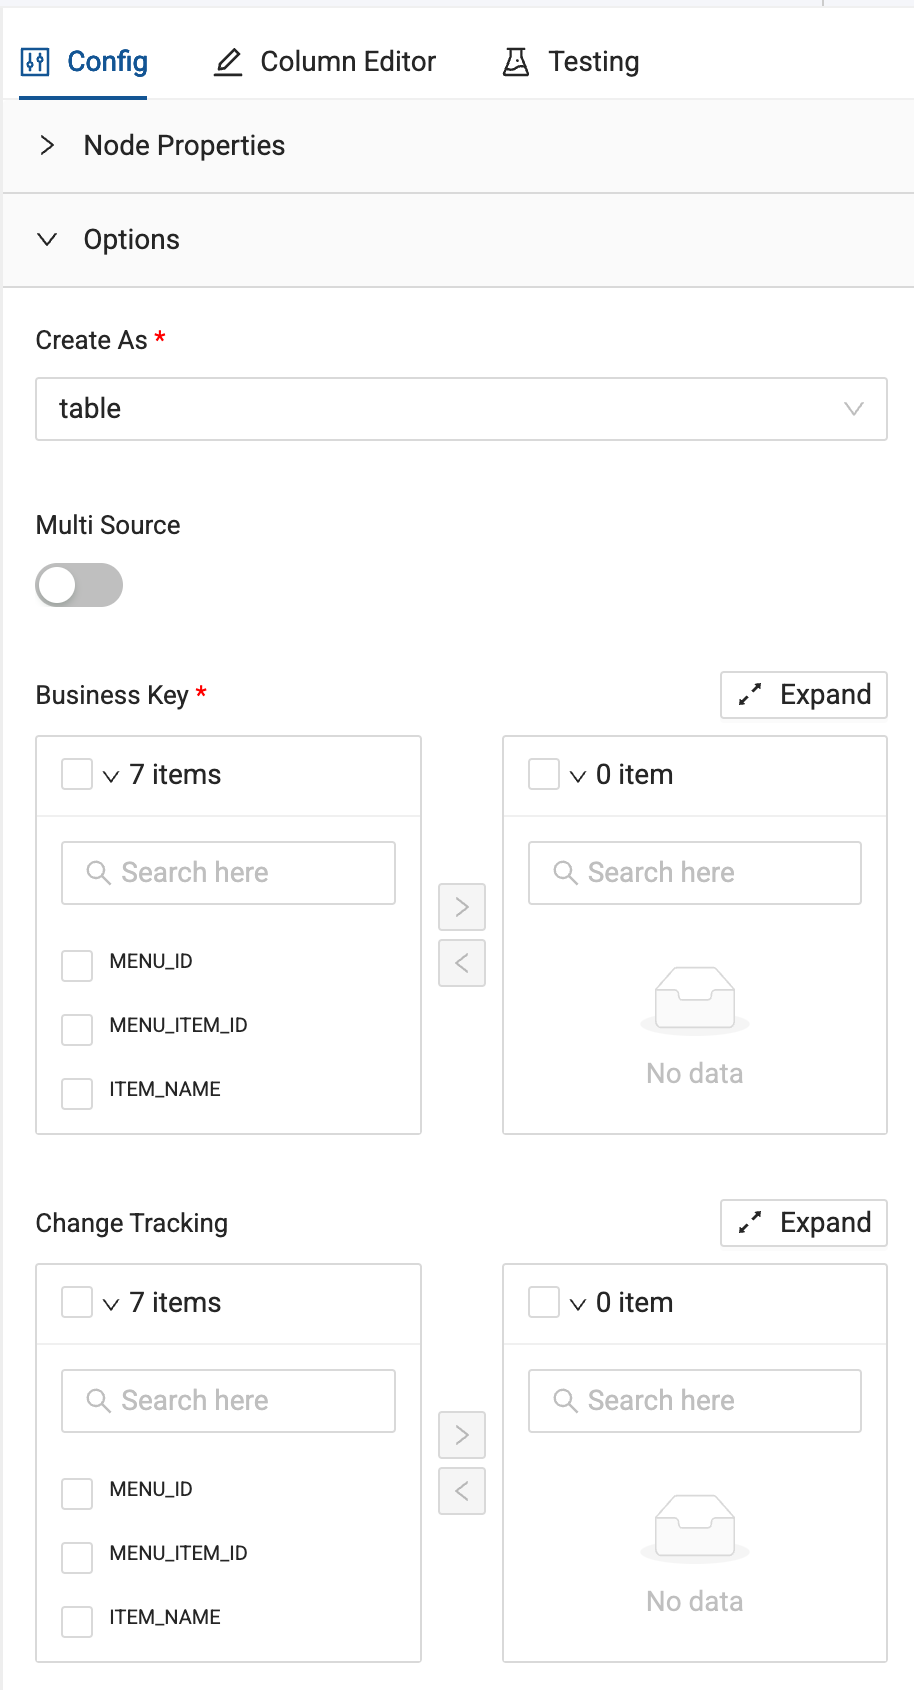 Config Column Editor Testing
Node Properties
Options
Create As *
table
Multi Source
Business Key *
Expand
7 items
0 item
Search here
Search here
MENU_ID
MENU_ITEM_ID
ITEM_NAME
No data
Change Tracking
Expand
7 items
0 item
Search here
Search here
MENU_ID
MENU_ITEM_ID
ITEM_NAME
No data